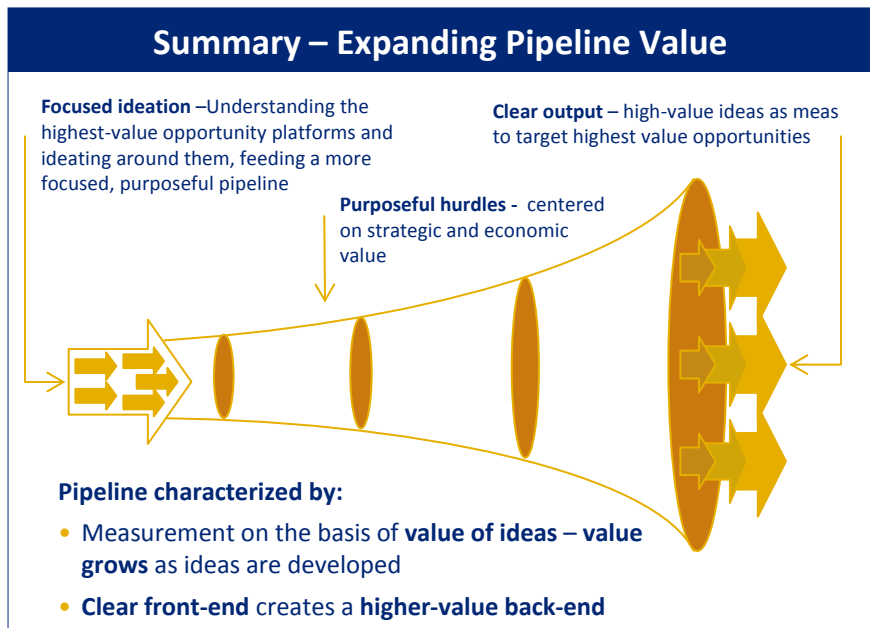 Summary – Expanding Pipeline Value
Focused ideation –Understanding the
highest-value opportunity platforms and
ideating around them, feeding a more
focused, purposeful pipeline
Clear output – high-value ideas as meas
to target highest value opportunities
Purposeful hurdles - centered
on strategic and economic
value
Pipeline characterized by:
• Measurement on the basis of value of ideas – value
grows as ideas are developed
• Clear front-end creates a higher-value back-end